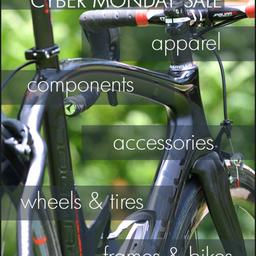 CYBER MONDAY SALE
apparel
components
accessories
wheels & tires
frames & bikes